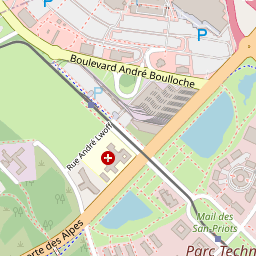 P
P
Boulevard André Boulloche
Rue André Lwoff
Mail des
San-Priots
Parc Techn
rte des Alpes